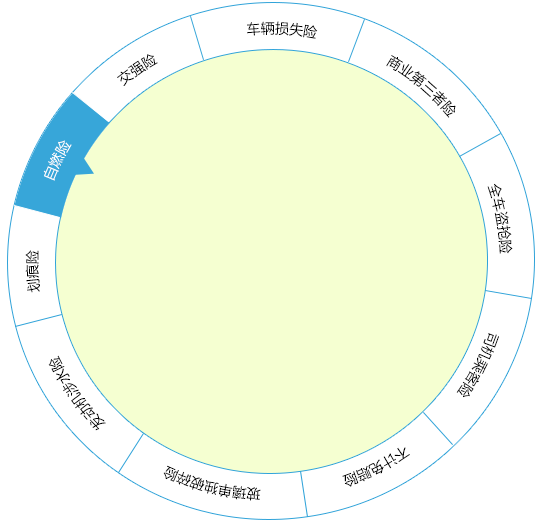 车辆损失险
商业第三者险
全车盗抢险
司机乘客险
不计免赔险
玻璃单独破碎险
发动机涉水险
划痕险
自燃险
交强险